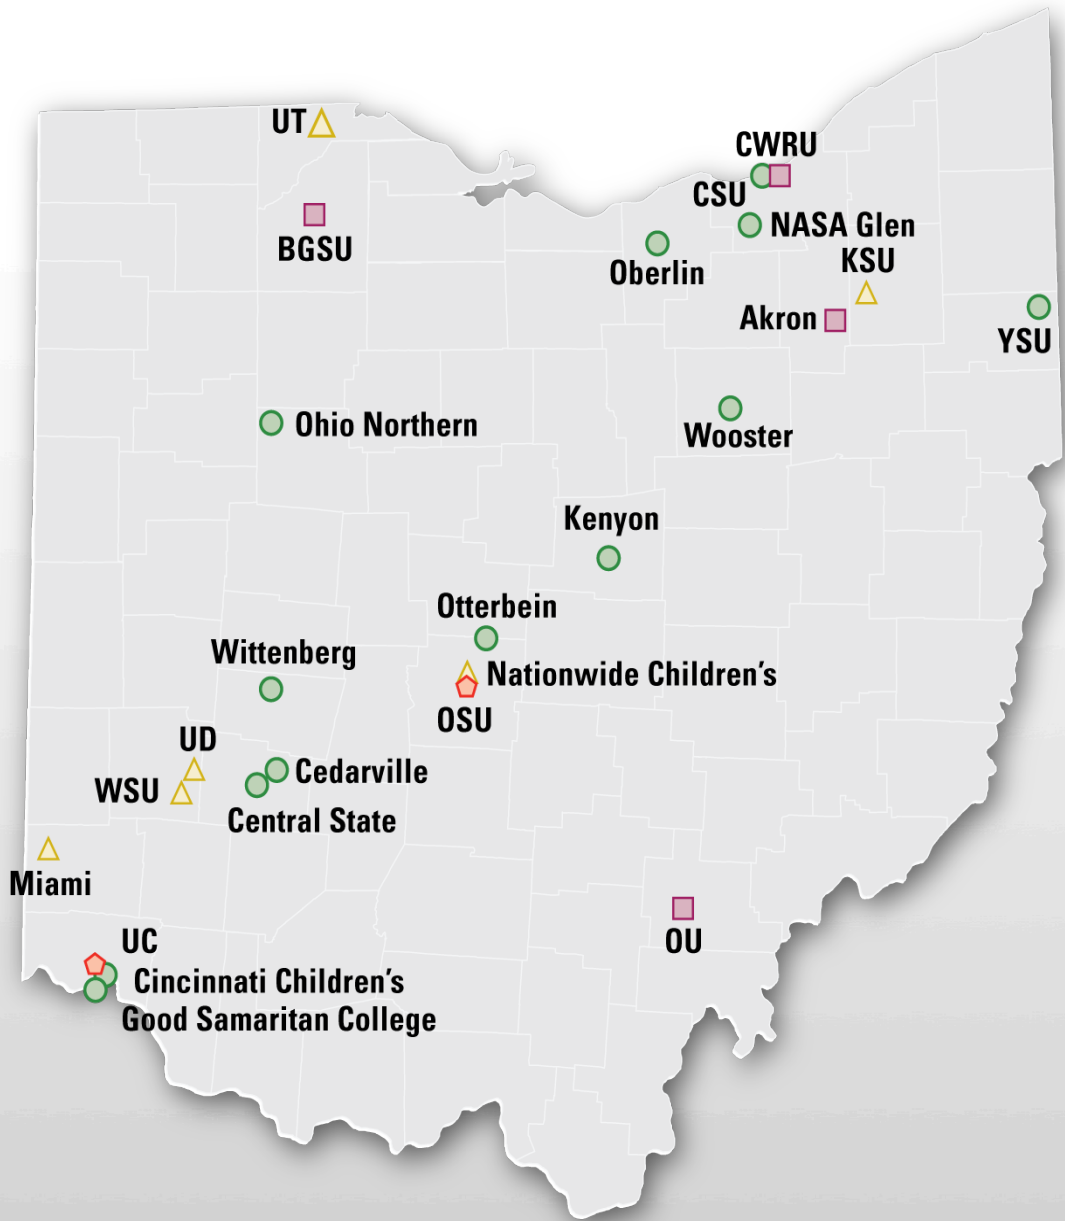 UT
CWRU
CSU
BGSU
NASA Glen
KSU
Oberlin
Akron
YSU
Ohio Northern
Wooster
Kenyon
Otterbein
Wittenberg
Nationwide Children's
OSU
UD
WSU
Cedarville
Central State
Miami
OU
UC
Cincinnati Children's
Good Samaritan College